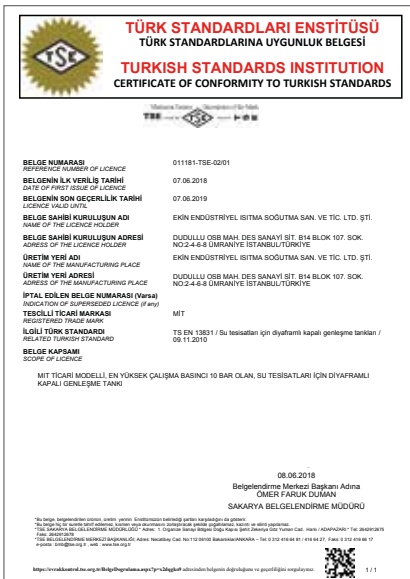 TSE
TÜRK STANDARDLARI ENSTİTÜSÜ
TÜRK STANDARDLARINA UYGUNLUK BELGESİ
TURKISH STANDARDS INSTITUTION
CERTIFICATE OF CONFORMITY TO TURKISH STANDARDS
TSE
BELGE NUMARASI 011181-TSE-02/01
REFERENCE NUMBER OF LICENCE
BELGENİN İLK VERİLİŞ TARİHİ 07.06.2018
DATE OF FIRST ISSUE OF LICENCE
BELGENİN SON GEÇERLİLİK TARİHİ 07.06.2019
LICENCE VALID UNTIL
BELGE SAHİBİ KURULUŞUN ADI EKİN ENDÜSTRİYEL ISITMA SOĞUTMA SAN. VE TİC. LTD. ŞTİ.
NAME OF THE LICENCE HOLDER
BELGE SAHİBİ KURULUŞUN ADRESİ DUDULLU OSB MAH. DES SANAYİ SİT. B14 BLOK 107. SOK.
ADRESS OF THE LICENCE HOLDER NO:2-4-6-8 ÜMRANİYE İSTANBUL/TÜRKİYE
ÜRETİM YERİ ADI EKİN ENDÜSTRİYEL ISITMA SOĞUTMA SAN. VE TİC. LTD. ŞTİ.
NAME OF THE MANUFACTURING PLACE
ÜRETİM YERİ ADRESİ DUDULLU OSB MAH. DES SANAYİ SİT. B14 BLOK 107. SOK.
ADRESS OF THE MANUFACTURING PLACE NO:2-4-6-8 ÜMRANİYE İSTANBUL/TÜRKİYE
İPTAL EDİLEN BELGE NUMARASI (Varsa)
INDICATION OF SUPERSEDED LICENCE (if any)
TESCİLLİ TİCARİ MARKASI MİT
REGISTERED TRADE MARK
İLGİLİ TÜRK STANDARDI TS EN 13831 / Su tesisatları için diyaframlı kapalı genleşme tankları /
RELATED TURKISH STANDARD 09.11.2010
BELGE KAPSAMI
SCOPE OF LICENCE
MIT TİCARİ MODELLİ, EN YÜKSEK ÇALIŞMA BASINCI 10 BAR OLAN, SU TESİSATLARI İÇİN DİYAFRAMLI
KAPALI GENLEŞME TANKI
08.06.2018
Belgelendirme Merkezi Başkanı Adına
ÖMER FARUK DUMAN
SAKARYA BELGELENDİRME MÜDÜRÜ
1 / 1